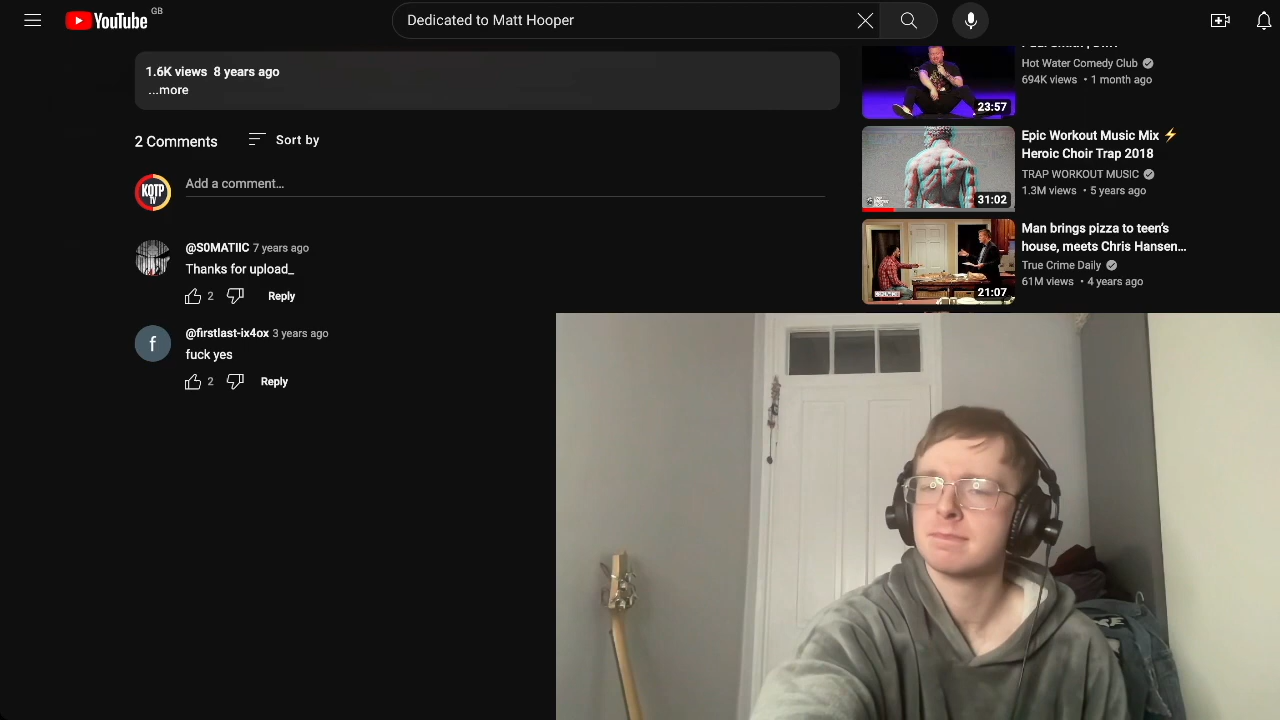 YouTube GB
Dedicated to Matt Hooper
1.6K views 8 years ago
...more
2 Comments
Sort by
KOTP
TV
Add a comment...
@S0MATIIC 7 years ago
Thanks for upload_
2
Reply
f
@firstlast-ix4ox 3 years ago
fuck yes
2
Reply
Hot Water Comedy Club
694K views • 1 month ago
23:57
Epic Workout Music Mix ⚡
Heroic Choir Trap 2018
TRAP WORKOUT MUSIC
1.3M views • 5 years ago
31:02
Man brings pizza to teen's
house, meets Chris Hansen...
True Crime Daily
61M views • 4 years ago
21:07